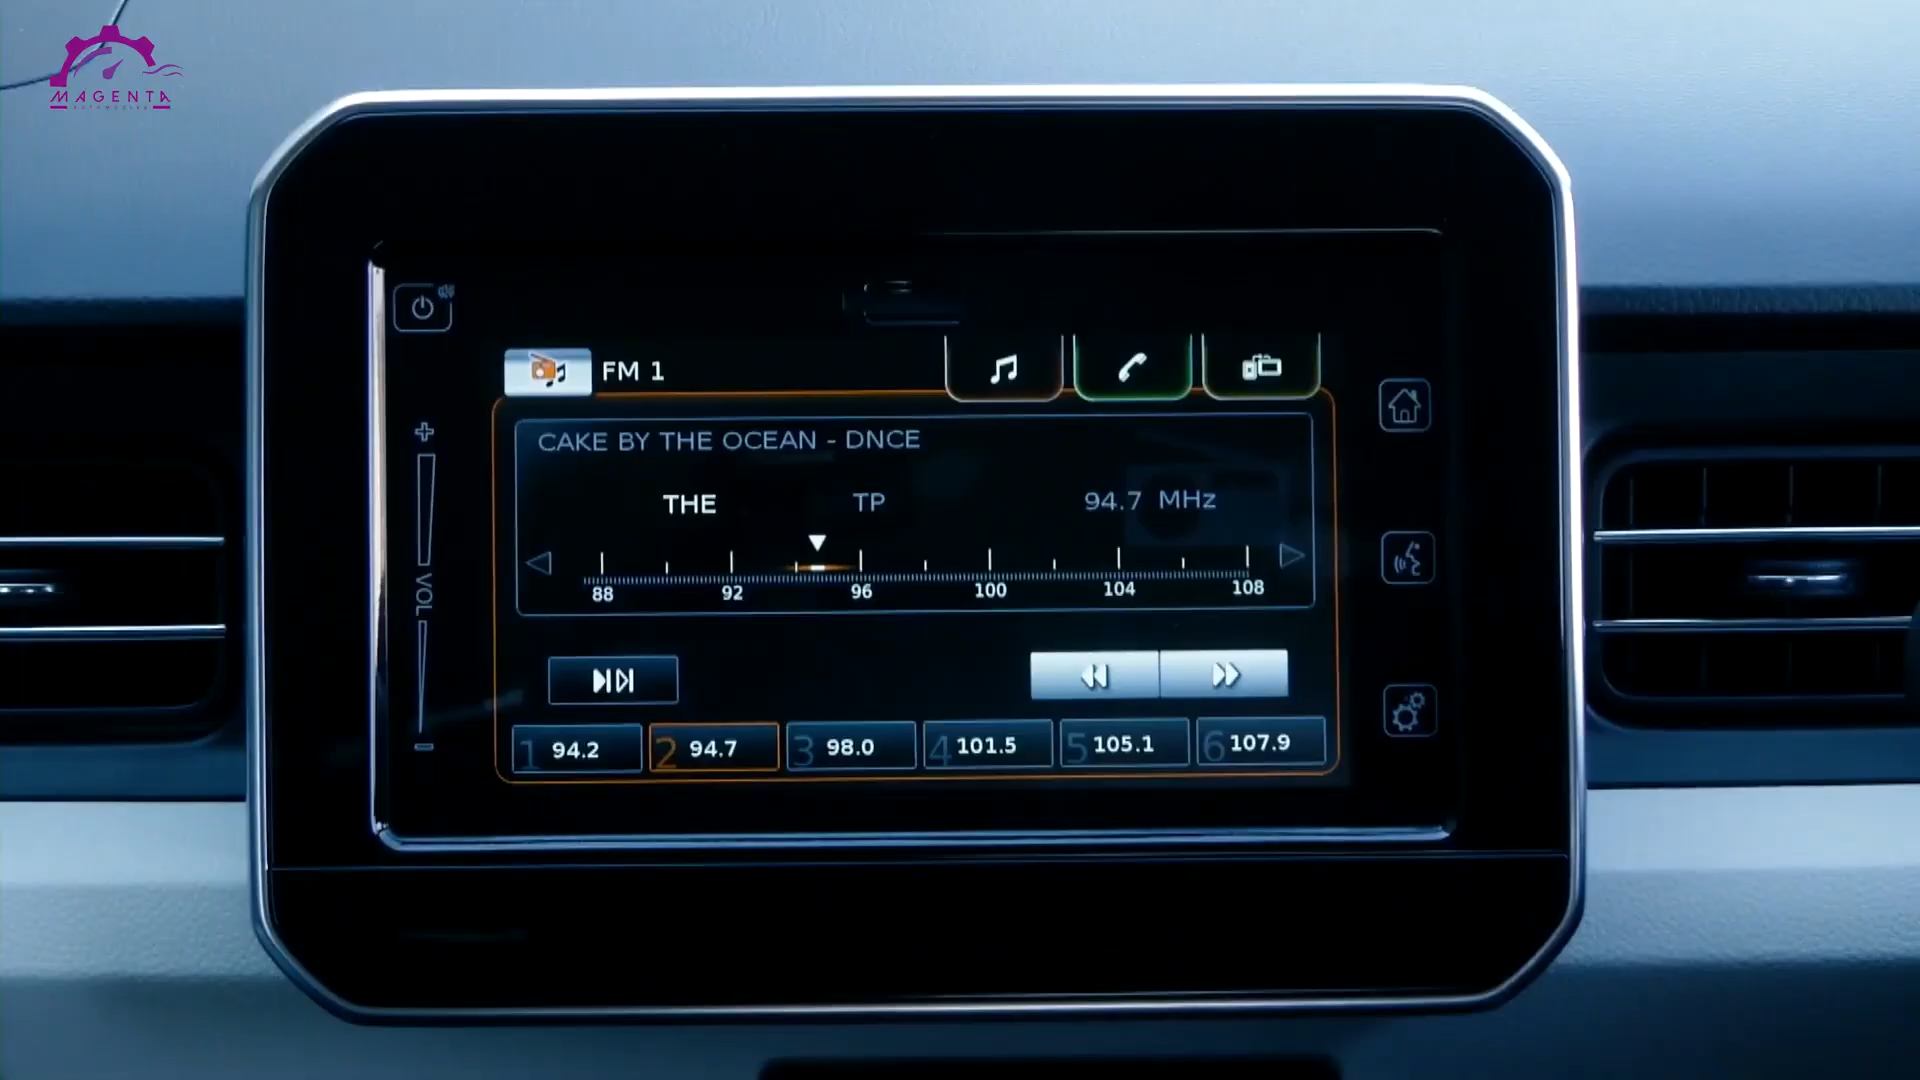 MAGENTA
FM 1
CAKE BY THE OCEAN - DNCE
THE TP 94.7 MHz
88 92 96 100 104 108
VOL
1 94.2 2 94.7 3 98.0 4 101.5 5 105.1 6 107.9